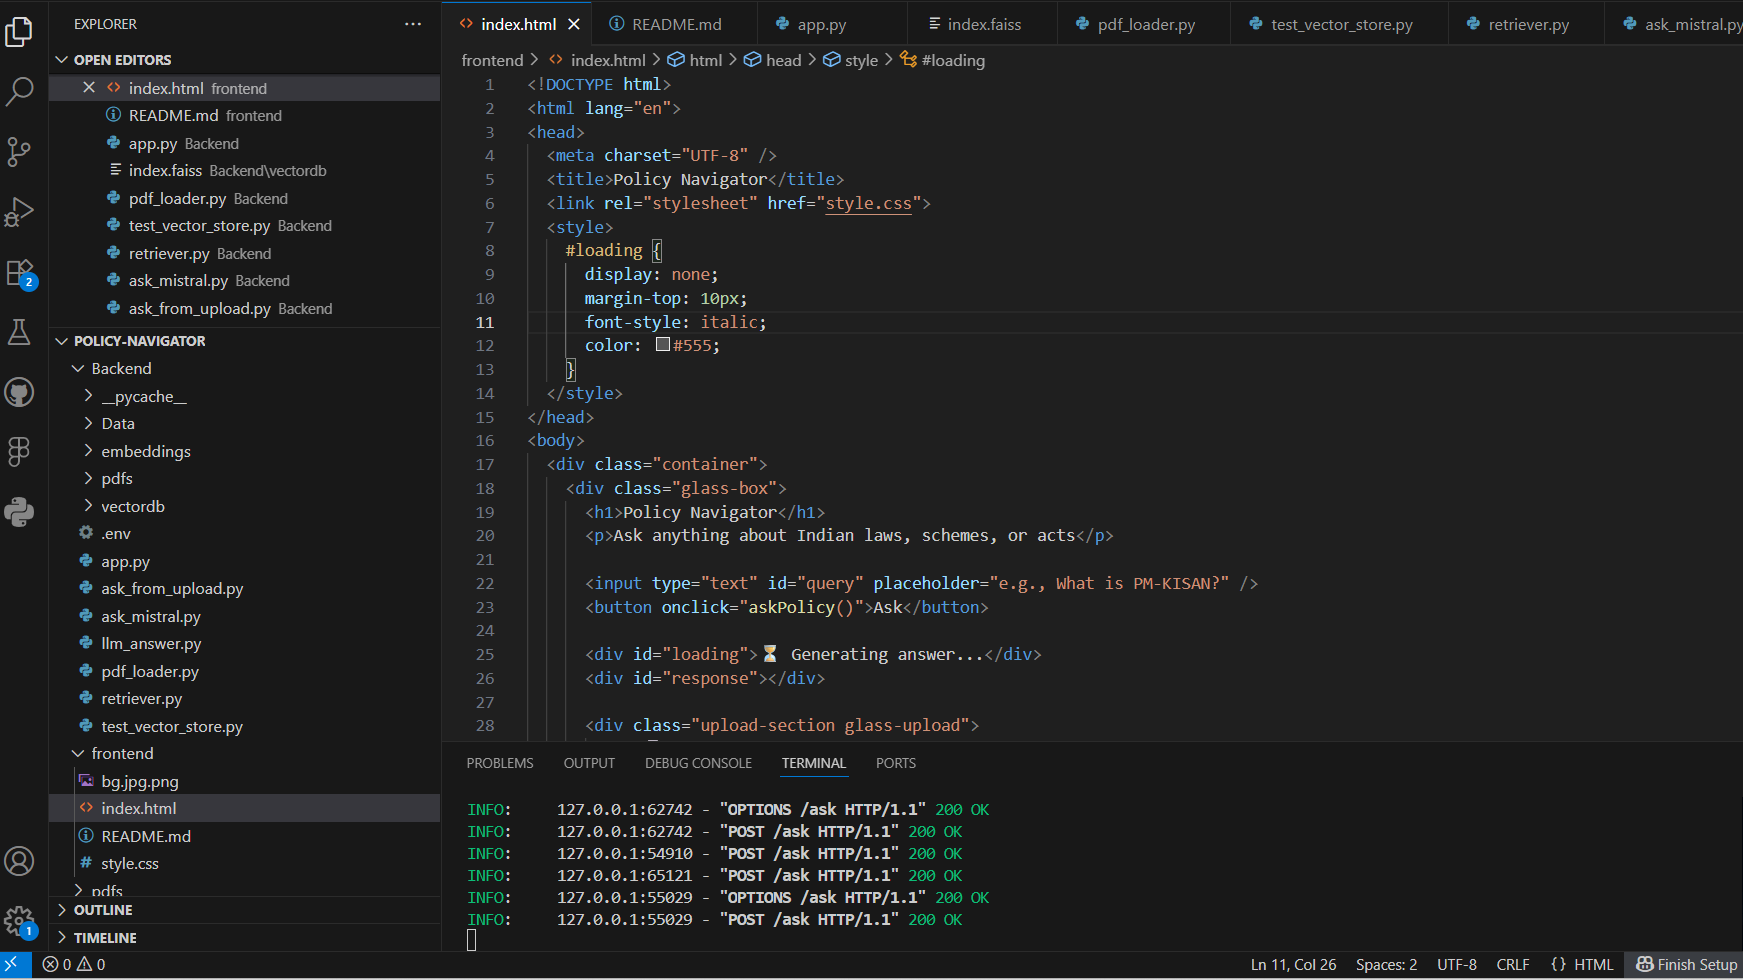 EXPLORER
OPEN EDITORS
index.html frontend
README.md frontend
app.py Backend
index.faiss Backend\vectordb
pdf_loader.py Backend
test_vector_store.py Backend
retriever.py Backend
ask_mistral.py Backend
ask_from_upload.py Backend
POLICY-NAVIGATOR
Backend
__pycache__
Data
embeddings
pdfs
vectordb
.env
app.py
ask_from_upload.py
ask_mistral.py
llm_answer.py
pdf_loader.py
retriever.py
test_vector_store.py
frontend
bg.jpg.png
index.html
README.md
style.css
pdfs
OUTLINE
TIMELINE
2
1
index.html README.md app.py index.faiss pdf_loader.py test_vector_store.py retriever.py ask_mistral.py
frontend > index.html > html > head > style > #loading
1 <!DOCTYPE html>
2 <html lang="en">
3 <head>
4 <meta charset="UTF-8" />
5 <title>Policy Navigator</title>
6 <link rel="stylesheet" href="style.css">
7 <style>
8 #loading {
9 display: none;
10 margin-top: 10px;
11 font-style: italic;
12 color: #555;
13 }
14 </style>
15 </head>
16 <body>
17 <div class="container">
18 <div class="glass-box">
19 <h1>Policy Navigator</h1>
20 <p>Ask anything about Indian laws, schemes, or acts</p>
21
22 <input type="text" id="query" placeholder="e.g., What is PM-KISAN?" />
23 <button onclick="askPolicy()">Ask</button>
24
25 <div id="loading">⏳ Generating answer...</div>
26 <div id="response"></div>
27
28 <div class="upload-section glass-upload">
PROBLEMS OUTPUT DEBUG CONSOLE TERMINAL PORTS
INFO: 127.0.0.1:62742 - "OPTIONS /ask HTTP/1.1" 200 OK
INFO: 127.0.0.1:62742 - "POST /ask HTTP/1.1" 200 OK
INFO: 127.0.0.1:54910 - "POST /ask HTTP/1.1" 200 OK
INFO: 127.0.0.1:65121 - "POST /ask HTTP/1.1" 200 OK
INFO: 127.0.0.1:55029 - "OPTIONS /ask HTTP/1.1" 200 OK
INFO: 127.0.0.1:55029 - "POST /ask HTTP/1.1" 200 OK
0 0 Ln 11, Col 26 Spaces: 2 UTF-8 CRLF {} HTML Finish Setup